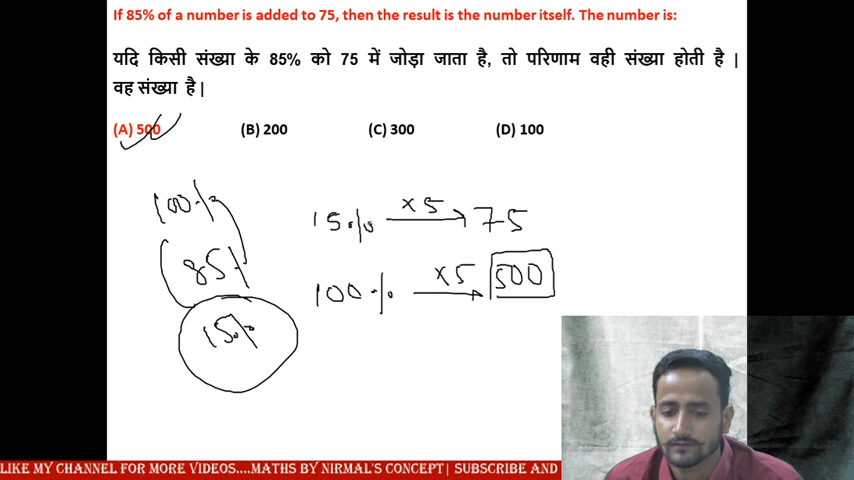 If 85% of a number is added to 75, then the result is the number itself. The number is:
यदि किसी संख्या के 85% को 75 में जोड़ा जाता है, तो परिणाम वही संख्या होती है |
वह संख्या है |
(A) 500 (B) 200 (C) 300 (D) 100
100%
85%
15%
15% ×5 75
100% ×5 500
LIKE MY CHANNEL FOR MORE VIDEOS....MATHS BY NIRMAL'S CONCEPT| SUBSCRIBE AND